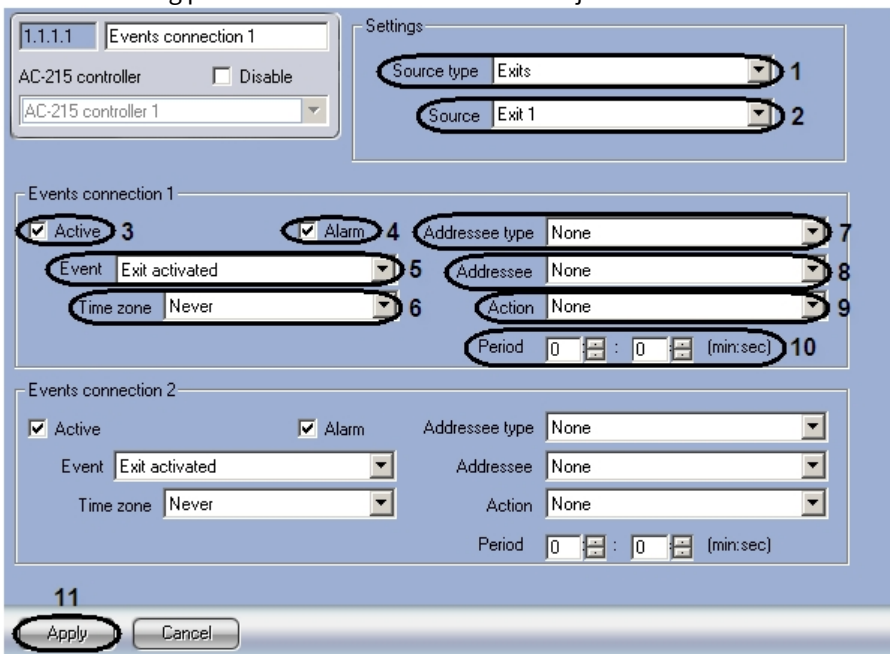 1.1.1.1 Events connection 1
AC-215 controller Disable
AC-215 controller 1
Settings
Source type Exits 1
Source Exit 1 2
Events connection 1
Active 3 Alarm 4 Addressee type None 7
Event Exit activated 5 Addressee None 8
Time zone Never 6 Action None 9
Period 0 : 0 (min:sec) 10
Events connection 2
Active Alarm Addressee type None
Event Exit activated Addressee None
Time zone Never Action None
Period 0 : 0 (min:sec)
11
Apply Cancel